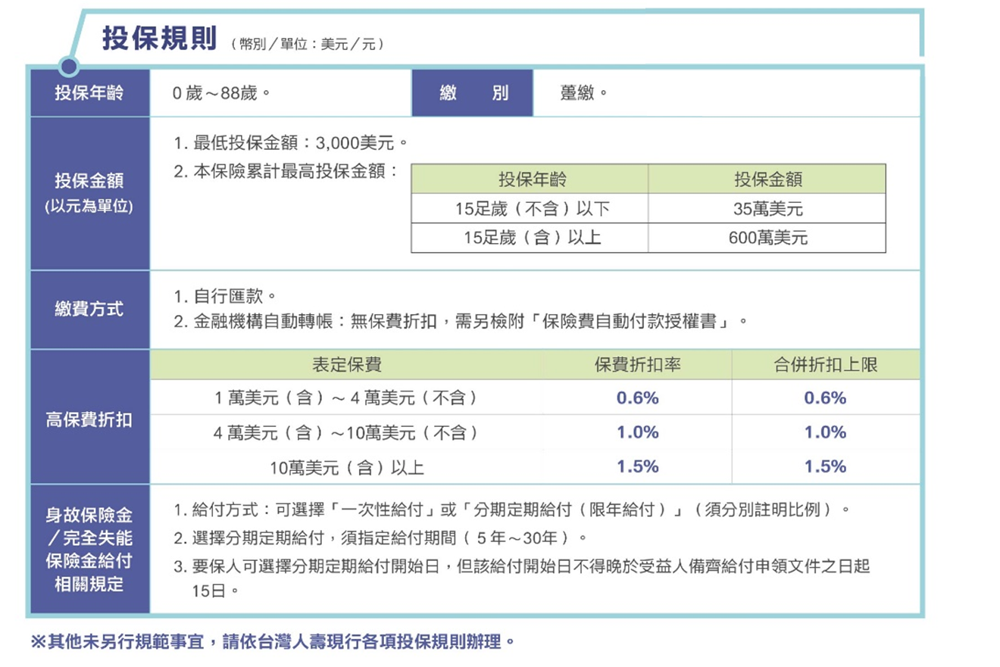 投保規則（幣別／單位：美元／元）
投保年齡 0歲～88歲。 繳 別 躉繳。
投保金額
(以元為單位)
1. 最低投保金額：3,000美元。
2. 本保險累計最高投保金額：
投保年齡 投保金額
15足歲（不含）以下 35萬美元
15足歲（含）以上 600萬美元
繳費方式
1. 自行匯款。
2. 金融機構自動轉帳：無保費折扣，需另檢附「保險費自動付款授權書」。
高保費折扣
表定保費 保費折扣率 合併折扣上限
1 萬美元（含）～ 4 萬美元（不含） 0.6% 0.6%
4 萬美元（含）～10萬美元（不含） 1.0% 1.0%
10萬美元（含）以上 1.5% 1.5%
身故保險金
／完全失能
保險金給付
相關規定
1. 給付方式：可選擇「一次性給付」或「分期定期給付（限年給付）」（須分別註明比例）。
2. 選擇分期定期給付，須指定給付期間（ 5 年～30年）。
3. 要保人可選擇分期定期給付開始日，但該給付開始日不得晚於受益人備齊給付申領文件之日起
15日。
※其他未另行規範事宜，請依台灣人壽現行各項投保規則辦理。